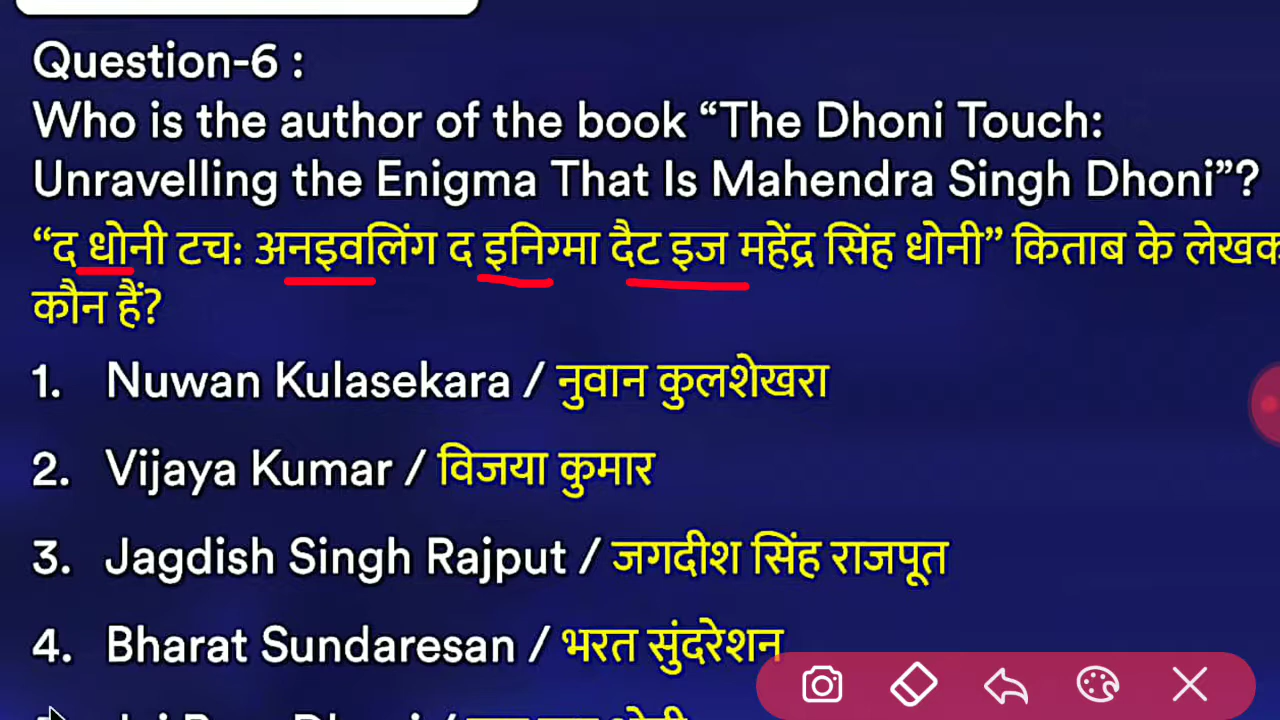 Question-6 :
Who is the author of the book “The Dhoni Touch:
Unravelling the Enigma That Is Mahendra Singh Dhoni”?
“द धोनी टच: अनइवलिंग द इनिग्मा दैट इज महेंद्र सिंह धोनी” किताब के लेखक
कौन हैं?
1. Nuwan Kulasekara / नुवान कुलशेखरा
2. Vijaya Kumar / विजया कुमार
3. Jagdish Singh Rajput / जगदीश सिंह राजपूत
4. Bharat Sundaresan / भरत सुंदरेशन